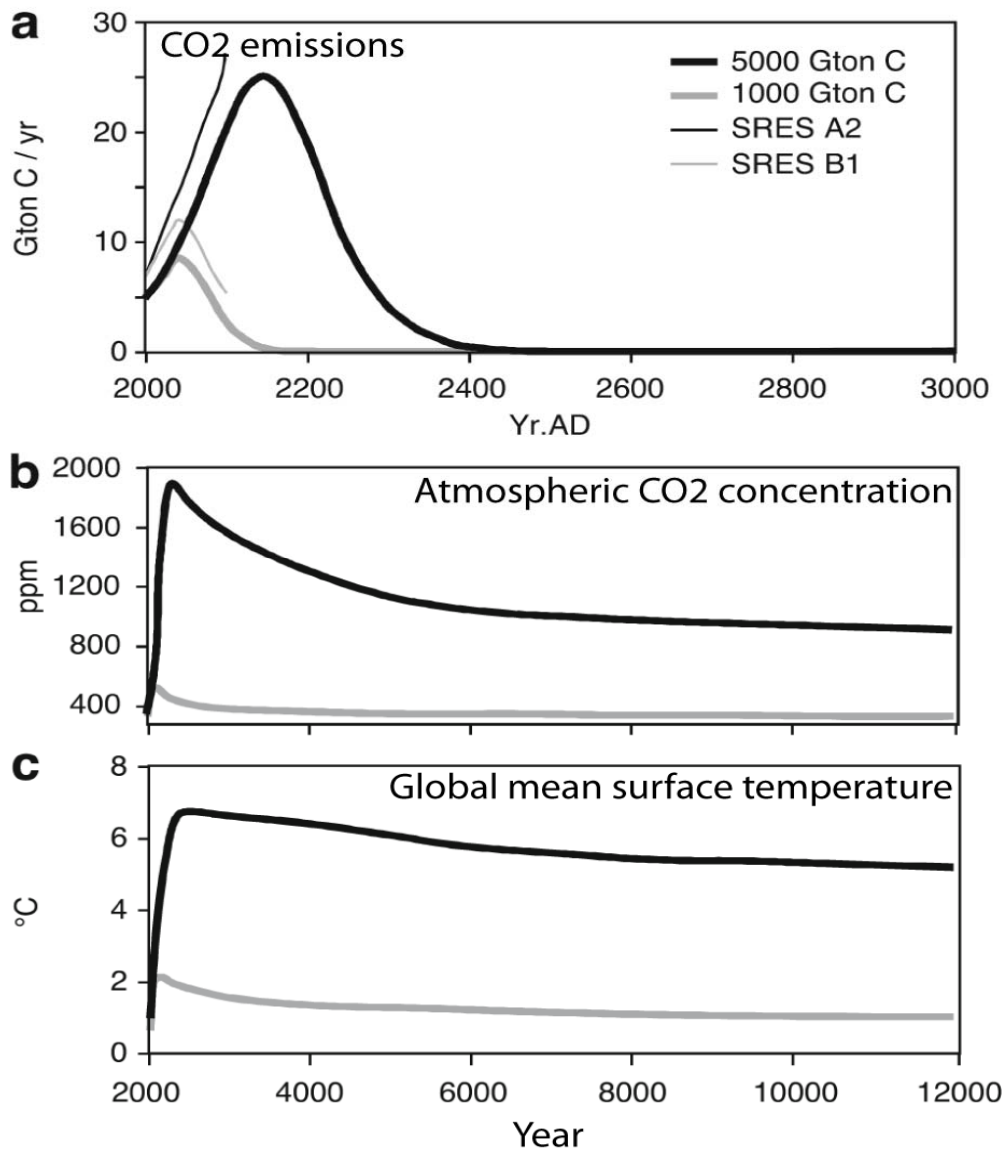 a
30
CO2 emissions
5000 Gton C
1000 Gton C
SRES A2
SRES B1
20
10
0
Gton C / yr
2000 2200 2400 2600 2800 3000
Yr.AD
b
2000
Atmospheric CO2 concentration
1600
1200
800
400
ppm
c
8
Global mean surface temperature
6
4
2
0
°C
2000 4000 6000 8000 10000 12000
Year